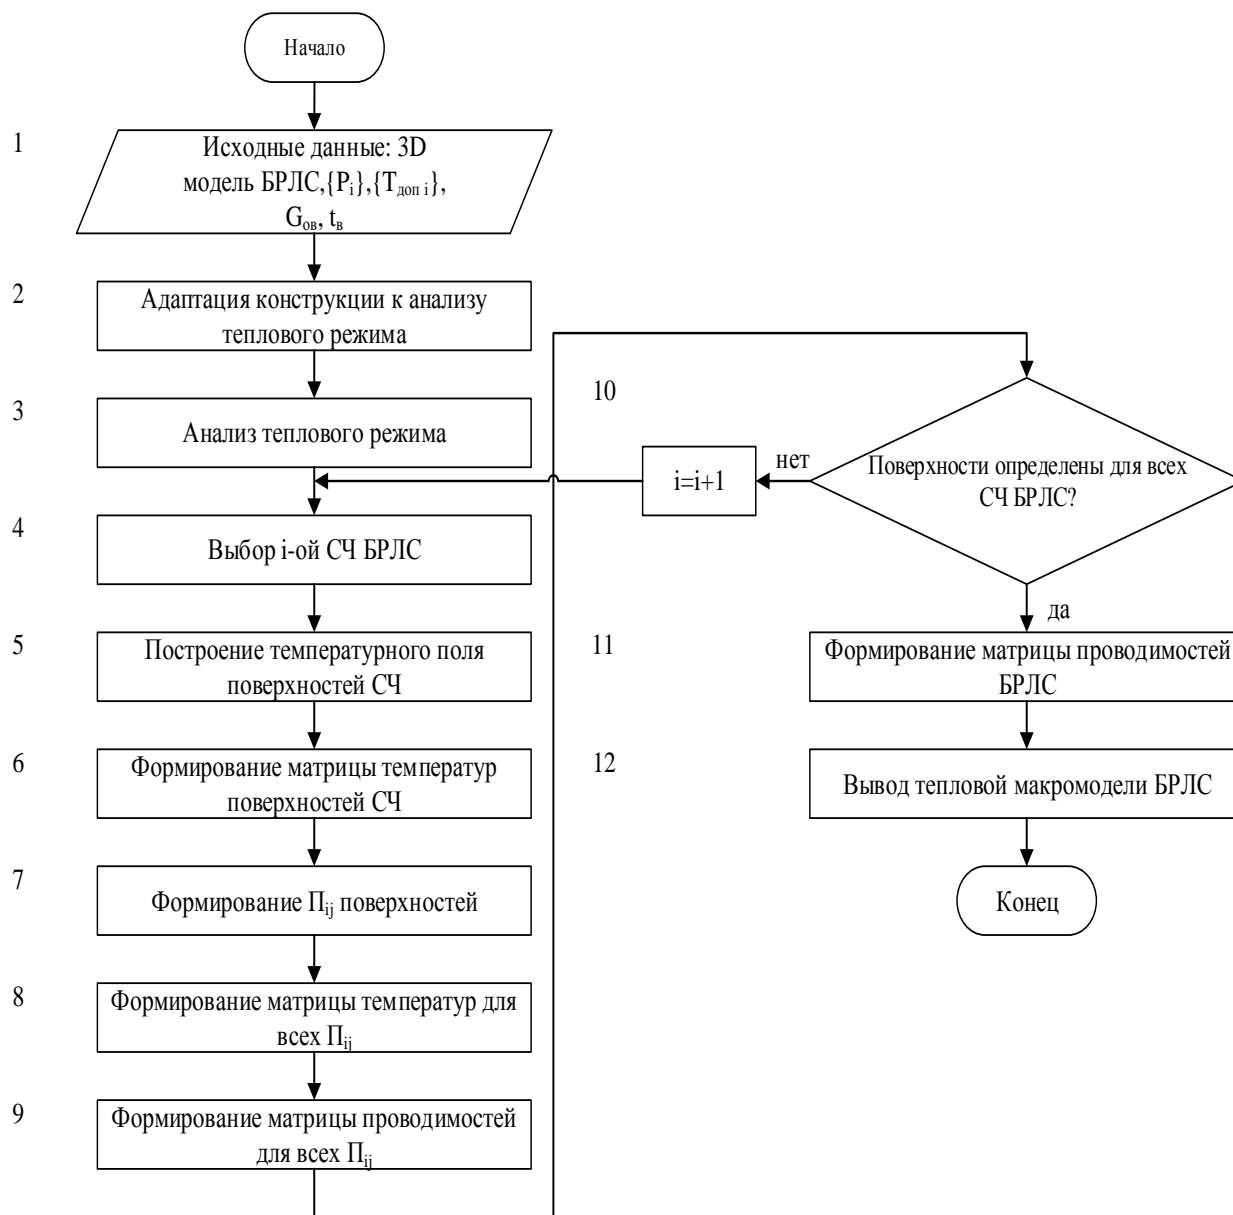 Начало
1
Исходные данные: 3D
модель БРЛС,{Pᵢ},{Tдоп i},
Gов, tв
2
Адаптация конструкции к анализу
теплового режима
3
Анализ теплового режима
4
Выбор i-ой СЧ БРЛС
5
Построение температурного поля
поверхностей СЧ
6
Формирование матрицы температур
поверхностей СЧ
7
Формирование Пij поверхностей
8
Формирование матрицы температур для
всех Пij
9
Формирование матрицы проводимостей
для всех Пij
10
Поверхности определены для всех
СЧ БРЛС?
нет
i=i+1
да
11
Формирование матрицы проводимостей
БРЛС
12
Вывод тепловой макромодели БРЛС
Конец